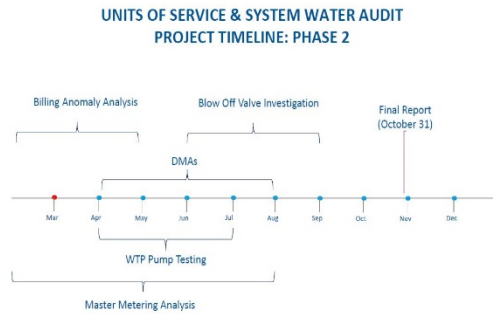 UNITS OF SERVICE & SYSTEM WATER AUDIT
PROJECT TIMELINE: PHASE 2
Billing Anomaly Analysis
Blow Off Valve Investigation
Final Report
(October 31)
DMAs
Mar Apr May Jun Jul Aug Sep Oct Nov Dec
WTP Pump Testing
Master Metering Analysis